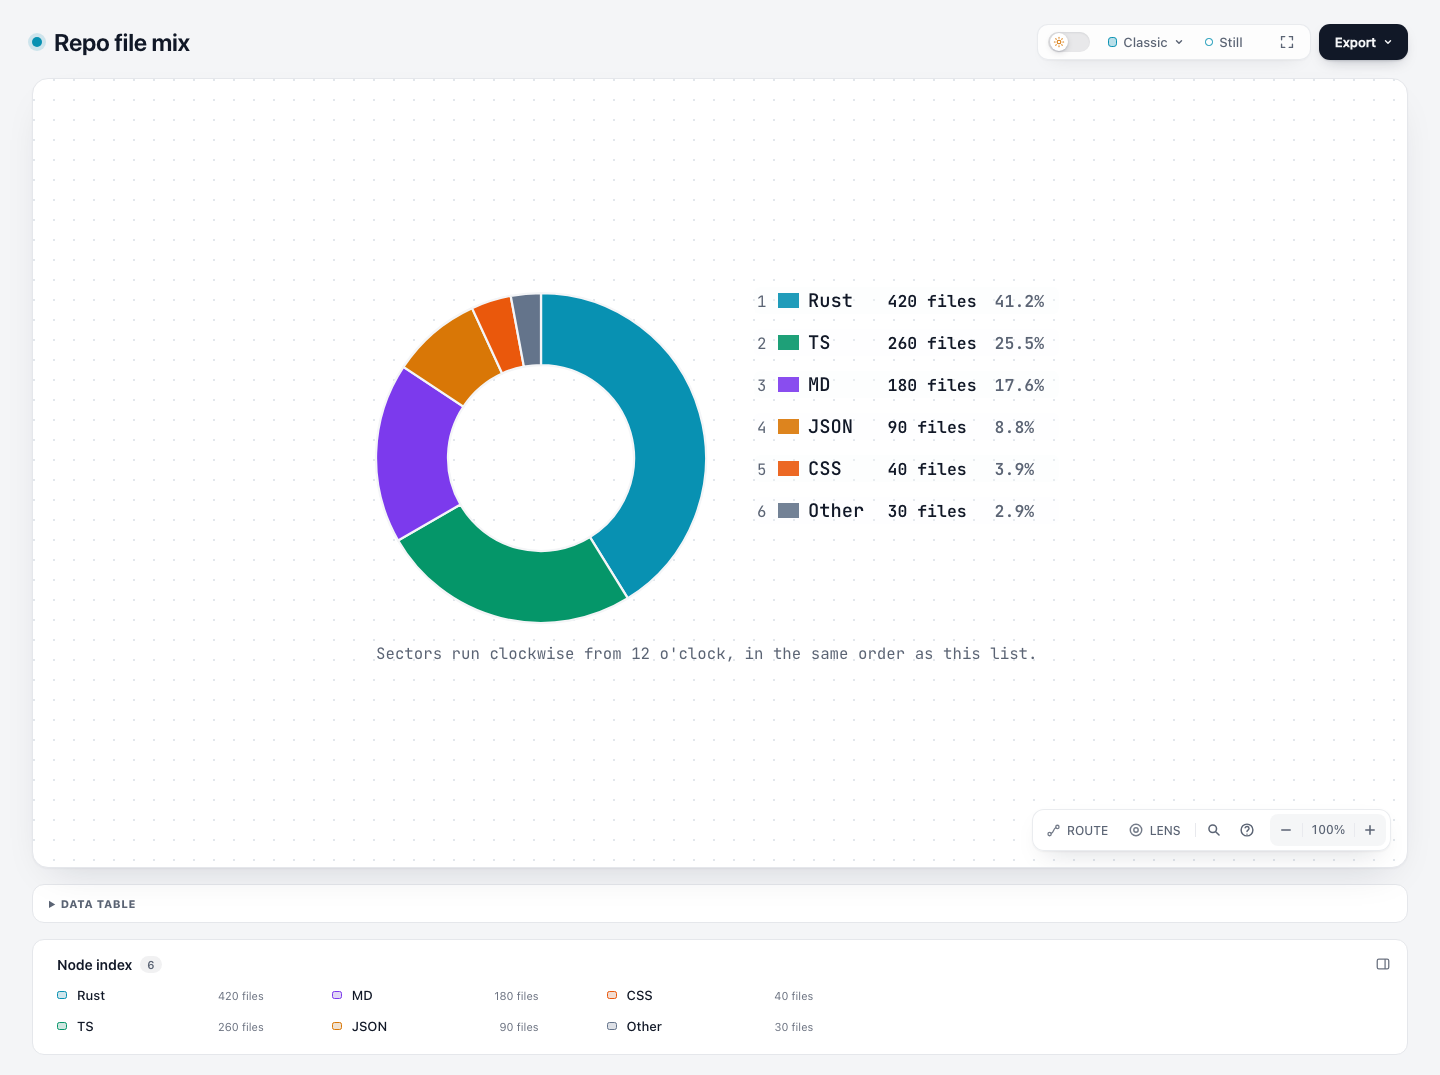 Repo file mix
Classic
Still
Export
1 Rust 420 files 41.2%
2 TS 260 files 25.5%
3 MD 180 files 17.6%
4 JSON 90 files 8.8%
5 CSS 40 files 3.9%
6 Other 30 files 2.9%
Sectors run clockwise from 12 o'clock, in the same order as this list.
ROUTE LENS 100%
DATA TABLE
Node index 6
Rust 420 files MD 180 files CSS 40 files
TS 260 files JSON 90 files Other 30 files